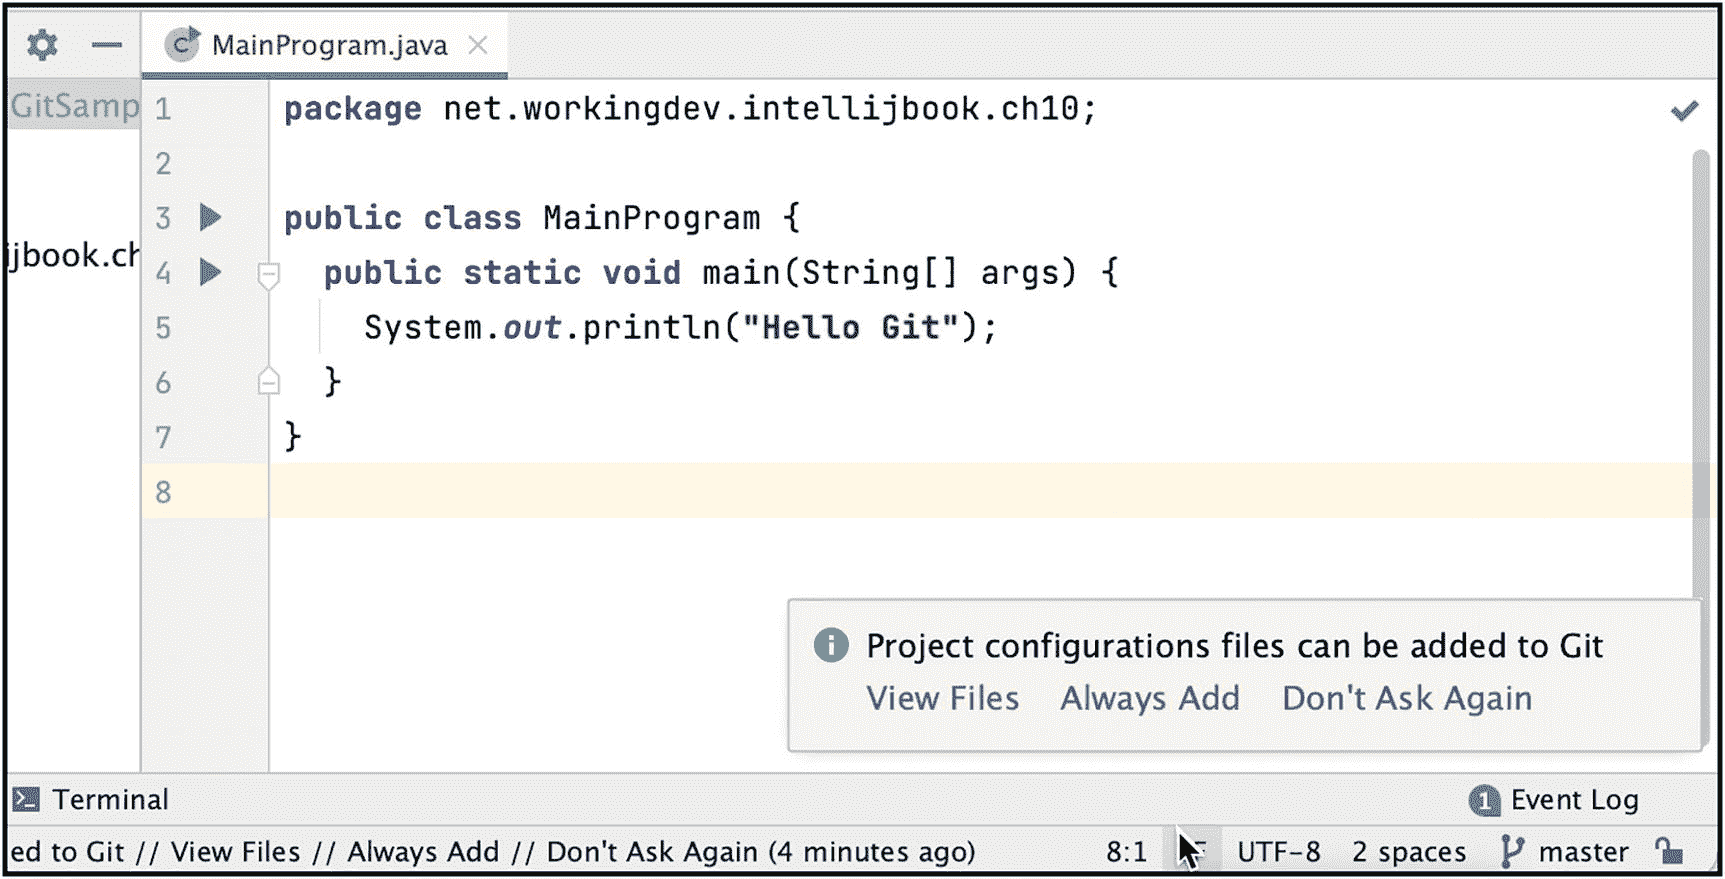 MainProgram.java
GitSamp
1 package net.workingdev.intellijbook.ch10;
2
3 public class MainProgram {
ijbook.ch
4 public static void main(String[] args) {
5 System.out.println("Hello Git");
6 }
7 }
8
Project configurations files can be added to Git
View Files Always Add Don't Ask Again
Terminal
1 Event Log
ed to Git // View Files // Always Add // Don't Ask Again (4 minutes ago) 8:1 UTF-8 2 spaces master